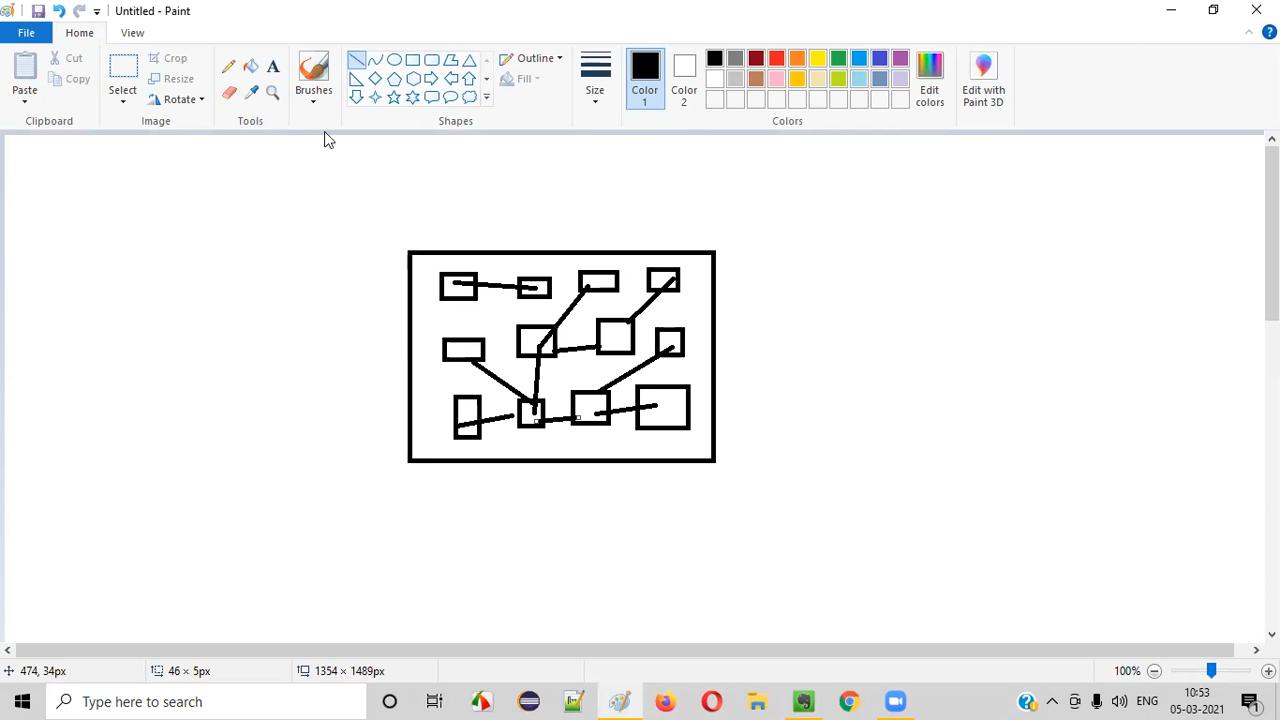 Untitled - Paint
File Home View
Paste Cut Copy Clipboard
Select Crop Resize Rotate Image
A Tools
Brushes
Outline Fill Shapes
Size
Color 1 Color 2 Edit colors Colors
Edit with Paint 3D
474, 34px 46 × 5px 1354 × 1489px 100%
Type here to search ENG 10:53 05-03-2021 1